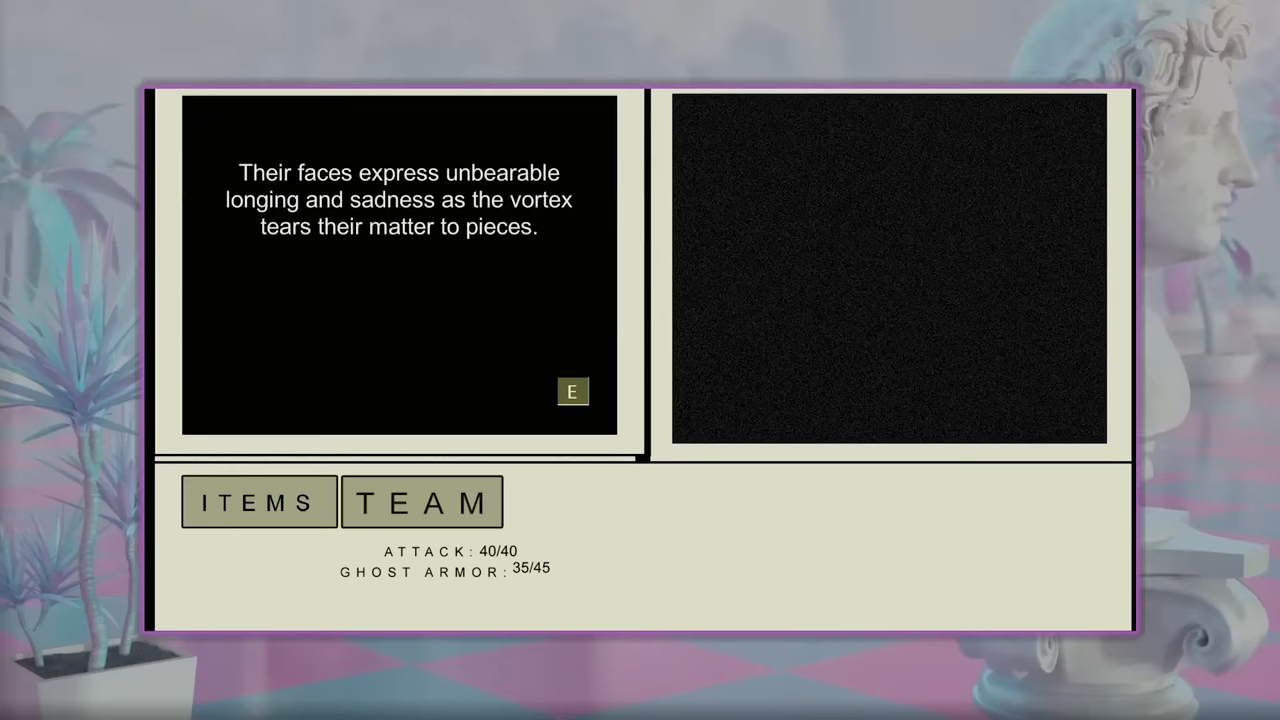 Their faces express unbearable
longing and sadness as the vortex
tears their matter to pieces.
E
ITEMS
TEAM
ATTACK: 40/40
GHOST ARMOR: 35/45